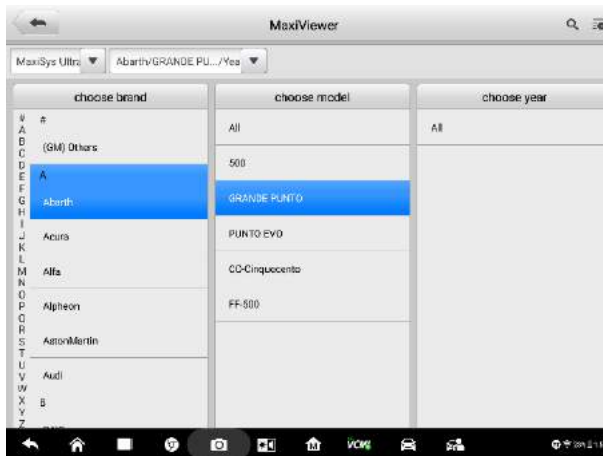 MaxiViewer
MaxiSys Ultra
Abarth/GRANDE PU.../Yea
choose brand
choose model
choose year
#
A
B
C
D
E
F
G
H
I
J
K
L
M
N
O
P
Q
R
S
T
U
V
W
X
Y
Z
#
(GM) Others
A
Abarth
Acura
Alfa
Alpheon
AstonMartin
Audi
B
All
500
GRANDE PUNTO
PUNTO EVO
CC-Cinquecento
FF-500
All
VCMI